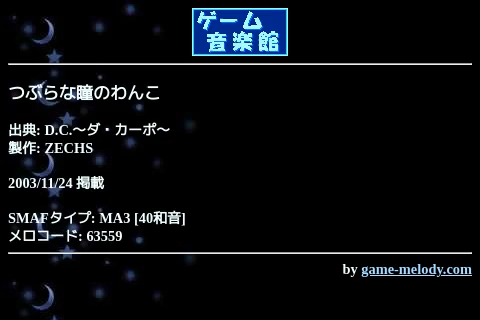 ゲーム
音楽館
つぶらな瞳のわんこ
出典: D.C.〜ダ・カーポ〜
製作: ZECHS
2003/11/24 掲載
SMAFタイプ: MA3 [40和音]
メロコード: 63559
by game-melody.com